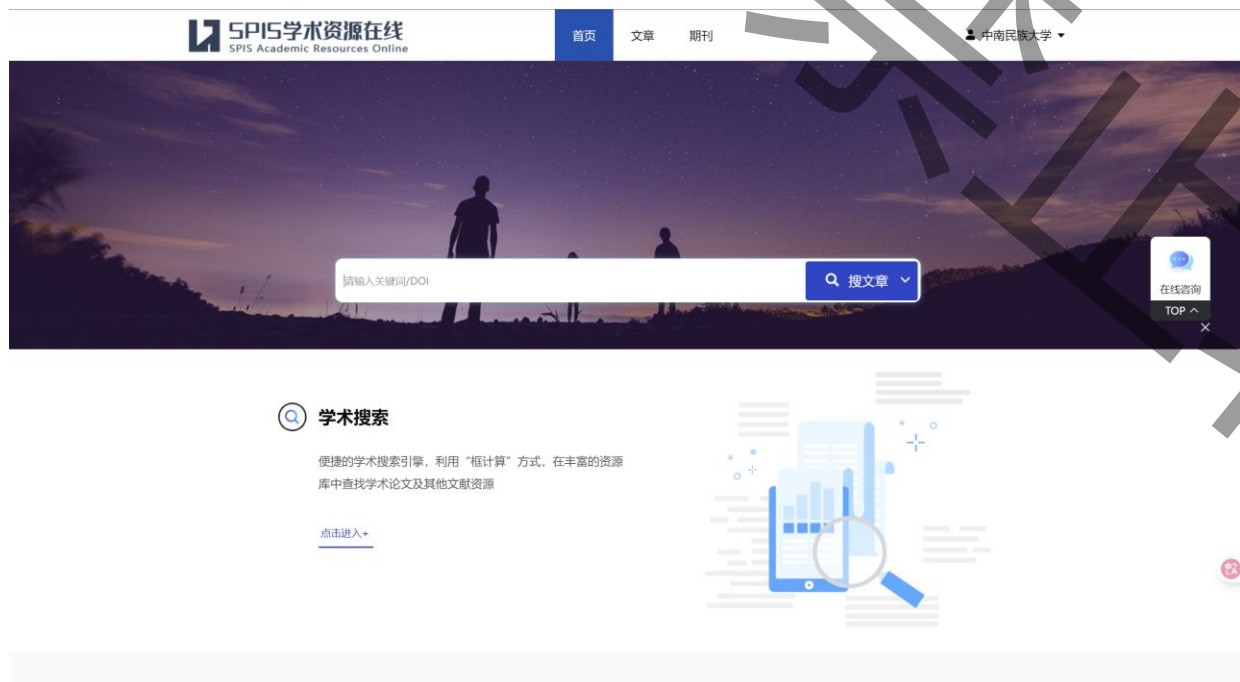 SPIS学术资源在线
SPIS Academic Resources Online
首页 文章 期刊 中南民族大学
请输入关键词/DOI
搜文章
在线咨询
TOP
学术搜索
便捷的学术搜索引擎，利用“框计算”方式，在丰富的资源
库中查找学术论文及其他文献资源
点击进入+